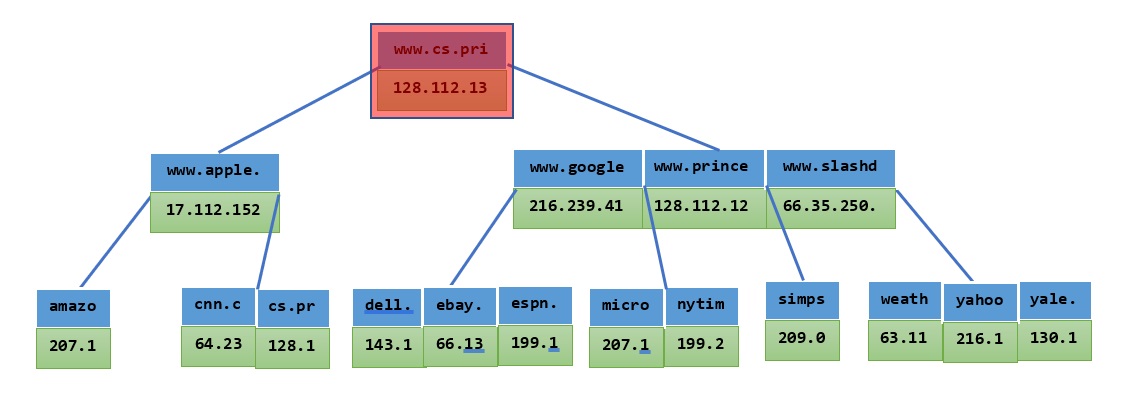 www.cs.pri
128.112.13
www.apple.
17.112.152
www.google www.prince www.slashd
216.239.41 128.112.12 66.35.250.
amazo
207.1
cnn.c cs.pr
64.23 128.1
dell. ebay. espn.
143.1 66.13 199.1
micro nytim
207.1 199.2
simps
209.0
weath yahoo yale.
63.11 216.1 130.1